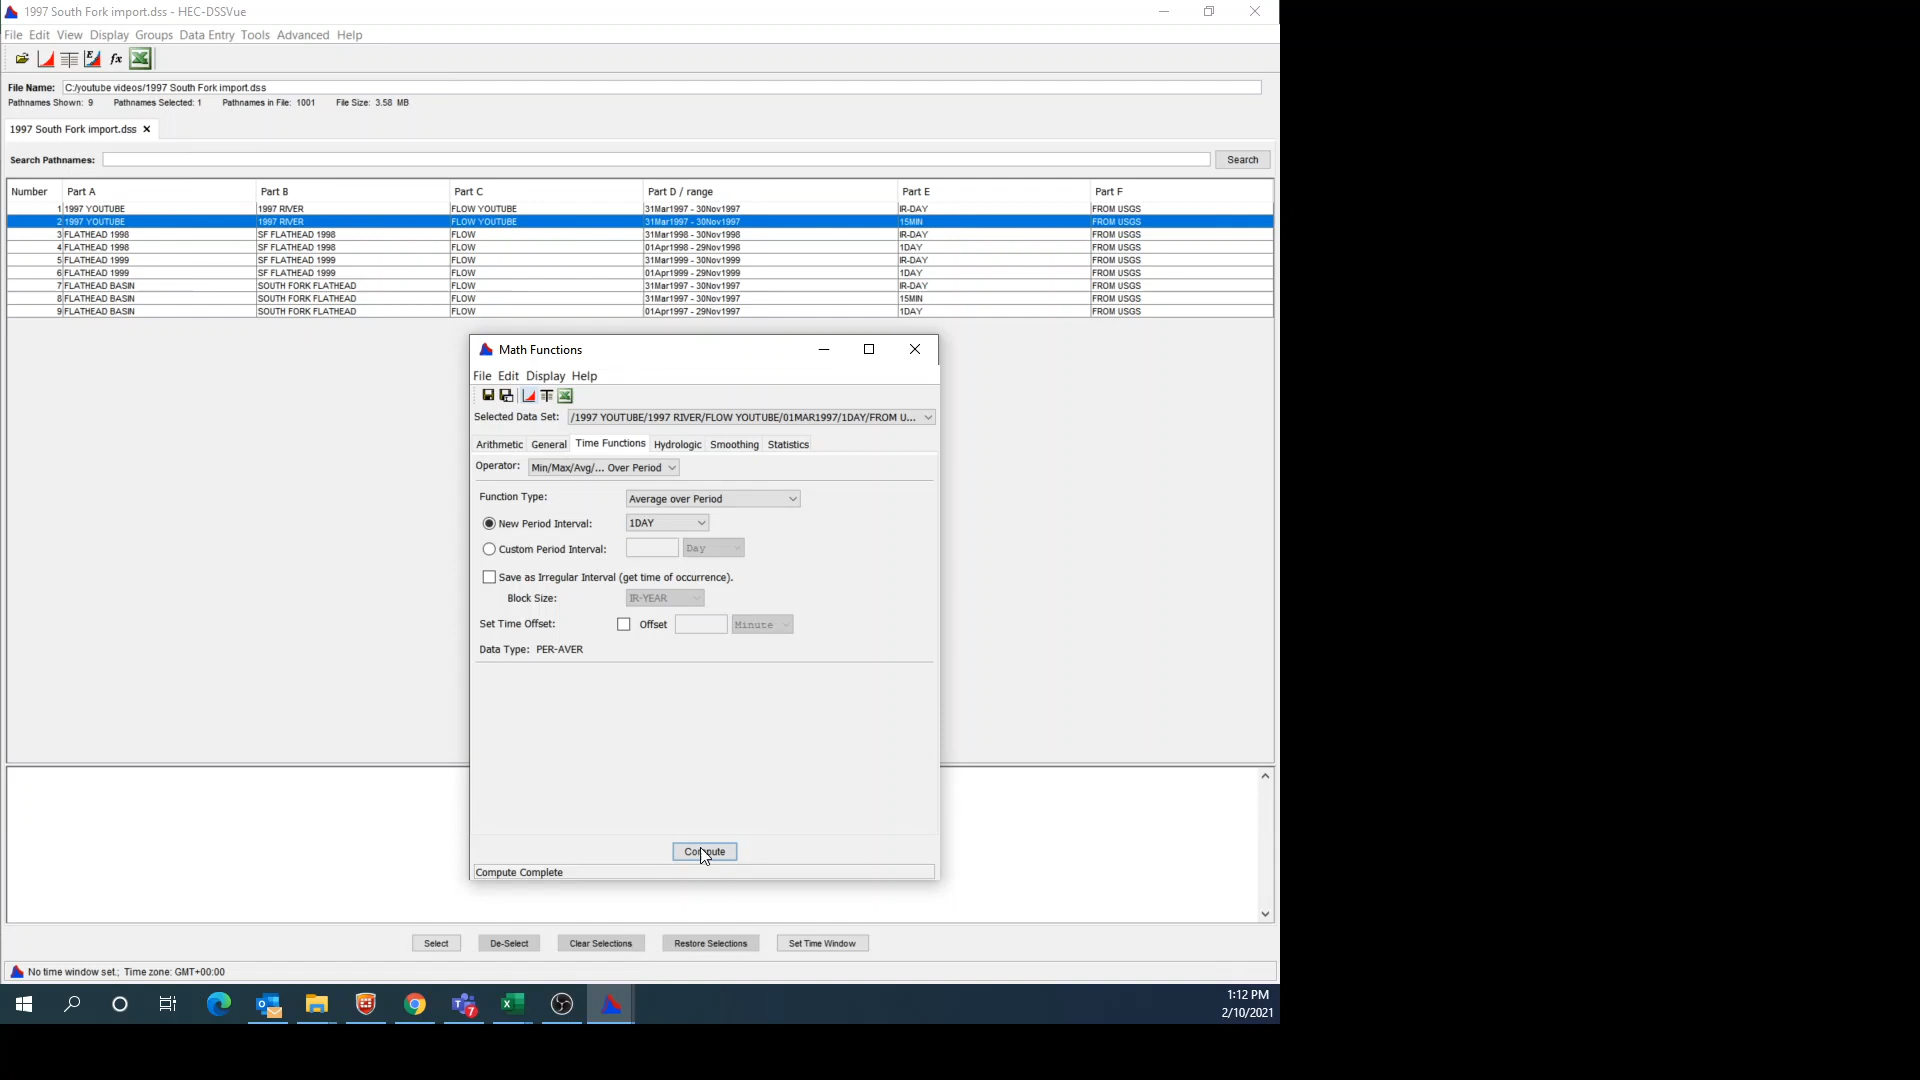 1997 South Fork import.dss - HEC-DSSVue
File Edit View Display Groups Data Entry Tools Advanced Help
File Name: C:/youtube videos/1997 South Fork import.dss
Pathnames Shown: 9 Pathnames Selected: 1 Pathnames in File: 1001 File Size: 3.58 MB
1997 South Fork import.dss
Search Pathnames: Search
Number Part A Part B Part C Part D / range Part E Part F
1 1997 YOUTUBE 1997 RIVER FLOW YOUTUBE 31Mar1997 - 30Nov1997 IR-DAY FROM USGS
2 1997 YOUTUBE 1997 RIVER FLOW YOUTUBE 31Mar1997 - 30Nov1997 15MIN FROM USGS
3 FLATHEAD 1998 SF FLATHEAD 1998 FLOW 31Mar1998 - 30Nov1998 IR-DAY FROM USGS
4 FLATHEAD 1998 SF FLATHEAD 1998 FLOW 01Apr1998 - 29Nov1998 1DAY FROM USGS
5 FLATHEAD 1999 SF FLATHEAD 1999 FLOW 31Mar1999 - 30Nov1999 IR-DAY FROM USGS
6 FLATHEAD 1999 SF FLATHEAD 1999 FLOW 01Apr1999 - 29Nov1999 1DAY FROM USGS
7 FLATHEAD BASIN SOUTH FORK FLATHEAD FLOW 31Mar1997 - 30Nov1997 IR-DAY FROM USGS
8 FLATHEAD BASIN SOUTH FORK FLATHEAD FLOW 31Mar1997 - 30Nov1997 15MIN FROM USGS
9 FLATHEAD BASIN SOUTH FORK FLATHEAD FLOW 01Apr1997 - 29Nov1997 1DAY FROM USGS
Math Functions
File Edit Display Help
Selected Data Set: /1997 YOUTUBE/1997 RIVER/FLOW YOUTUBE/01MAR1997/1DAY/FROM U...
Arithmetic General Time Functions Hydrologic Smoothing Statistics
Operator: Min/Max/Avg/... Over Period
Function Type: Average over Period
New Period Interval: 1DAY
Custom Period Interval: Day
Save as Irregular Interval (get time of occurrence).
Block Size: IR-YEAR
Set Time Offset: Offset Minute
Data Type: PER-AVER
Compute
Compute Complete
Select De-Select Clear Selections Restore Selections Set Time Window
No time window set.; Time zone: GMT+00:00
7
1:12 PM
2/10/2021